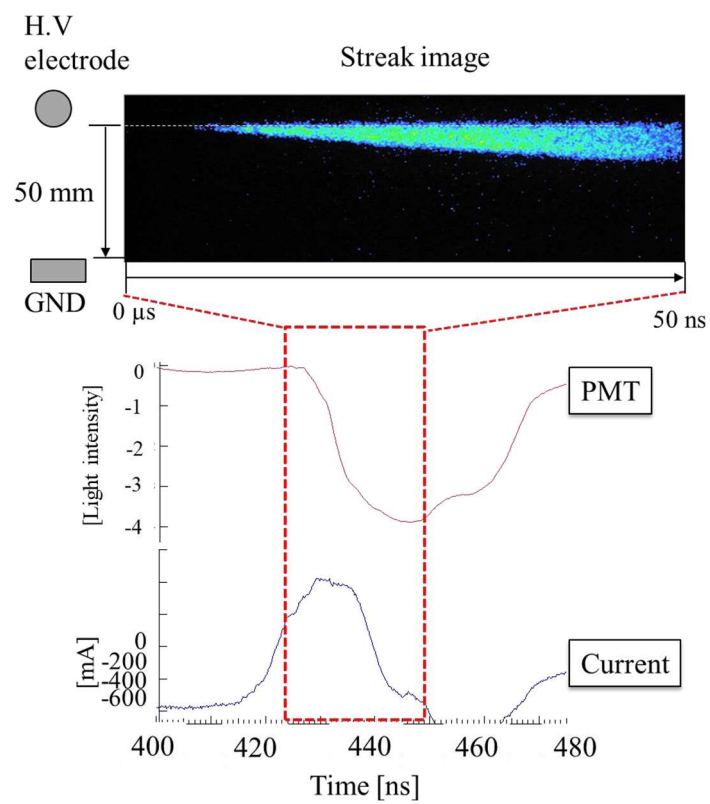 H.V
electrode
Streak image
50 mm
GND
0 µs
50 ns
0
-1
-2
-3
-4
[Light intensity]
PMT
0
-200
-400
-600
[mA]
Current
400
420
440
460
480
Time [ns]